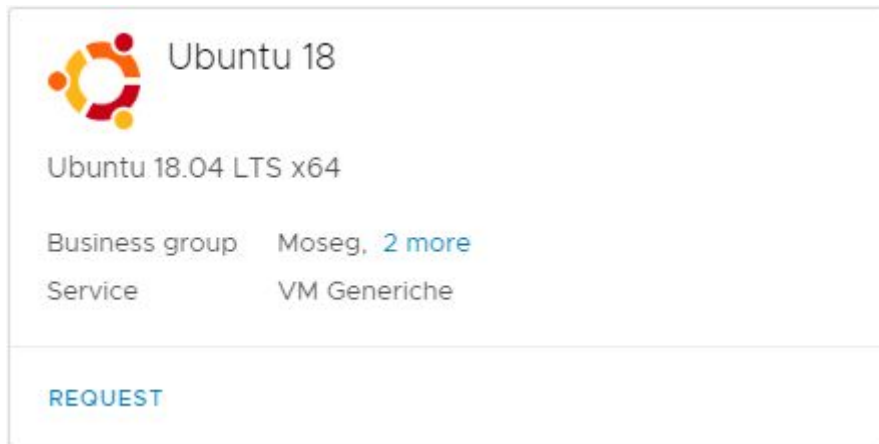 Ubuntu 18
Ubuntu 18.04 LTS x64
Business group Moseg, 2 more
Service VM Generiche
REQUEST